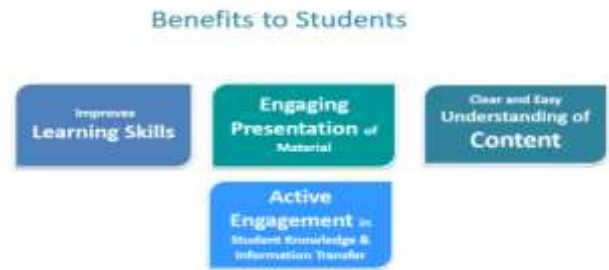 Benefits to Students
Improves
Learning Skills
Engaging
Presentation of
Material
Clear and Easy
Understanding of
Content
Active
Engagement in
Student Knowledge &
Information Transfer